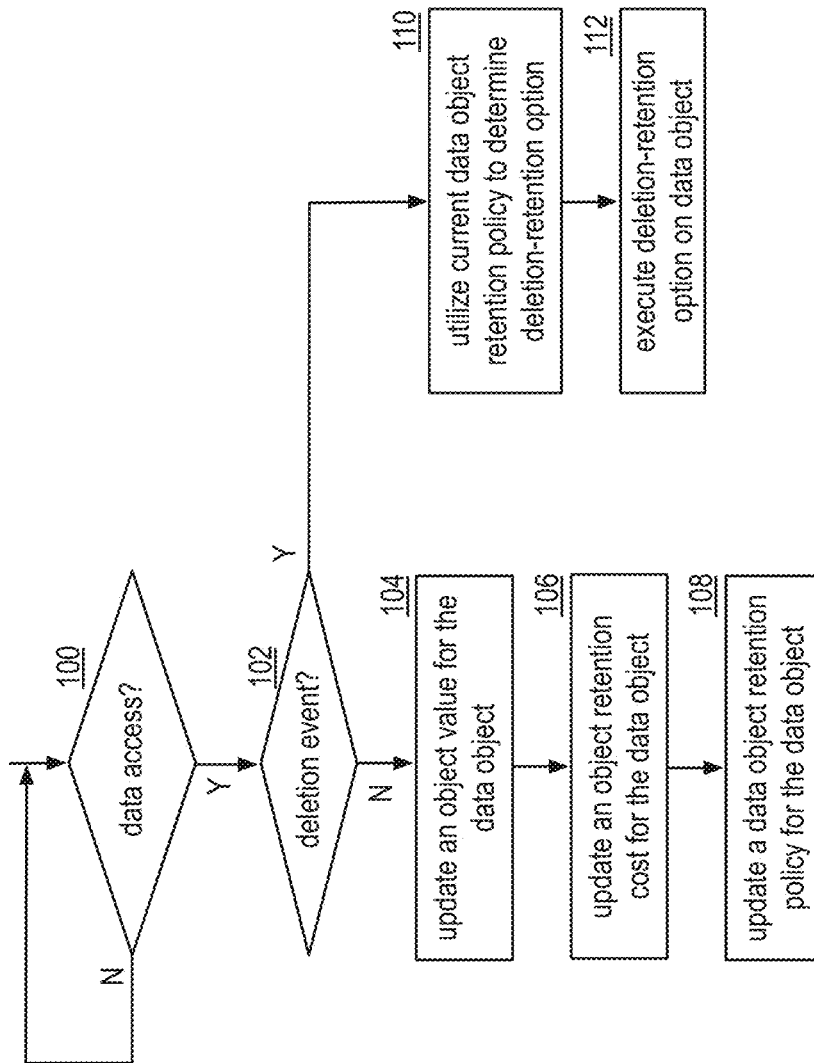 100
data access?
N
Y
102
deletion event?
Y
N
104
update an object value for the
data object
106
update an object retention
cost for the data object
108
update a data object retention
policy for the data object
110
utilize current data object
retention policy to determine
deletion-retention option
112
execute deletion-retention
option on data object